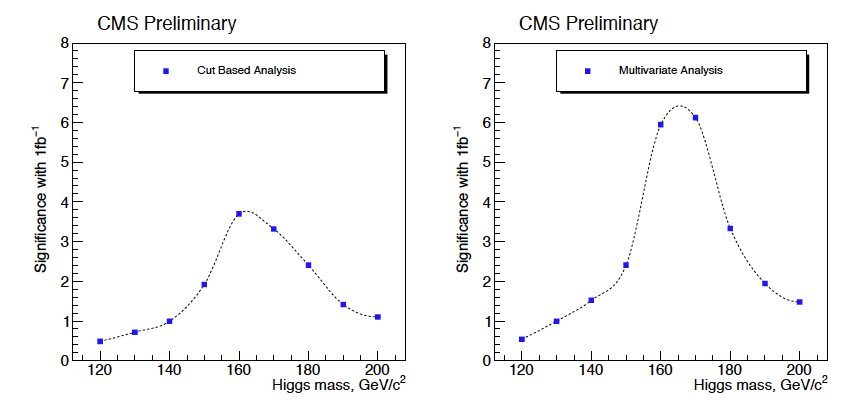 CMS Preliminary
Cut Based Analysis
Significance with 1fb⁻¹
8
7
6
5
4
3
2
1
0
120 140 160 180 200
Higgs mass, GeV/c²
CMS Preliminary
Multivariate Analysis
Significance with 1fb⁻¹
8
7
6
5
4
3
2
1
0
120 140 160 180 200
Higgs mass, GeV/c²